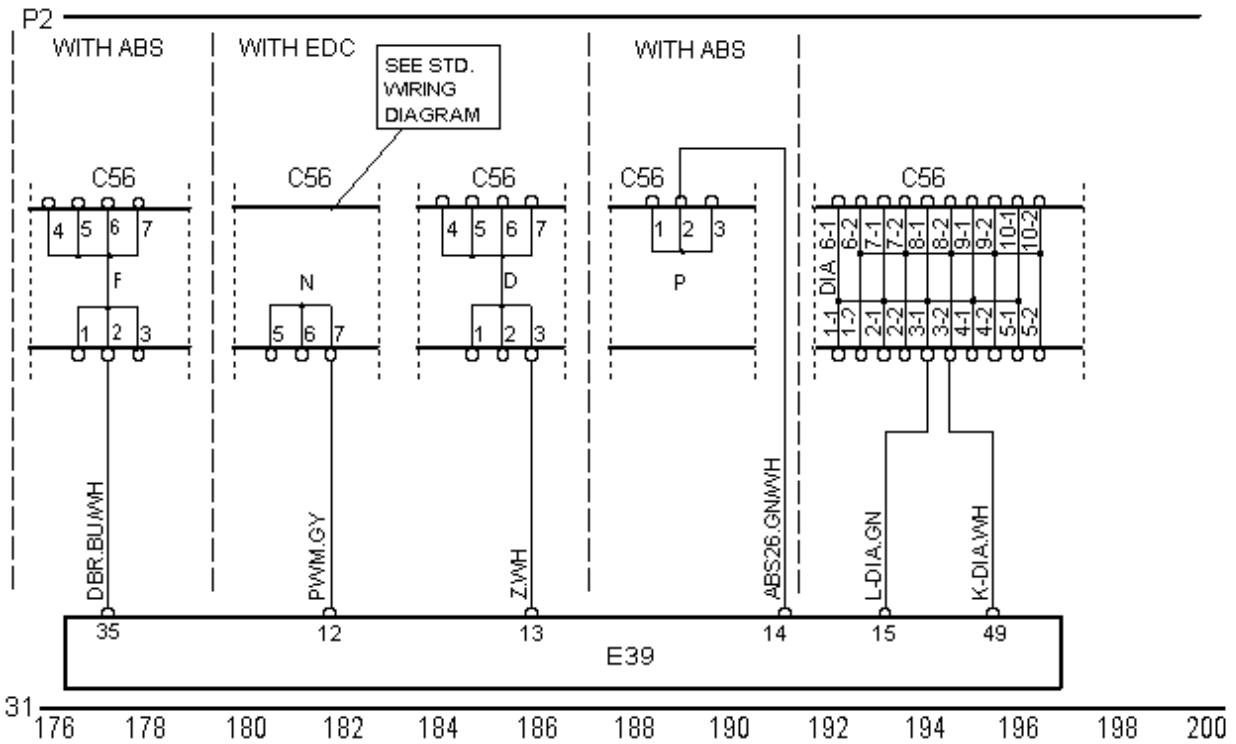 P2
WITH ABS
WITH EDC
WITH ABS
SEE STD.
WIRING
DIAGRAM
C56
C56
C56
C56
C56
4 5 6 7
4 5 6 7
1 2 3
DIA 6-1 6-2 7-1 7-2 8-1 8-2 9-1 9-2 10-1 10-2
F
N
D
P
1 2 3
5 6 7
1 2 3
1-1 1-2 2-1 2-2 3-1 3-2 4-1 4-2 5-1 5-2
DBR.BU/WH
PWM.GY
Z.WH
ABS26.GN/WH
L-DIA.GN
K-DIA.WH
35 12 13 14 15 49
E39
31
176 178 180 182 184 186 188 190 192 194 196 198 200